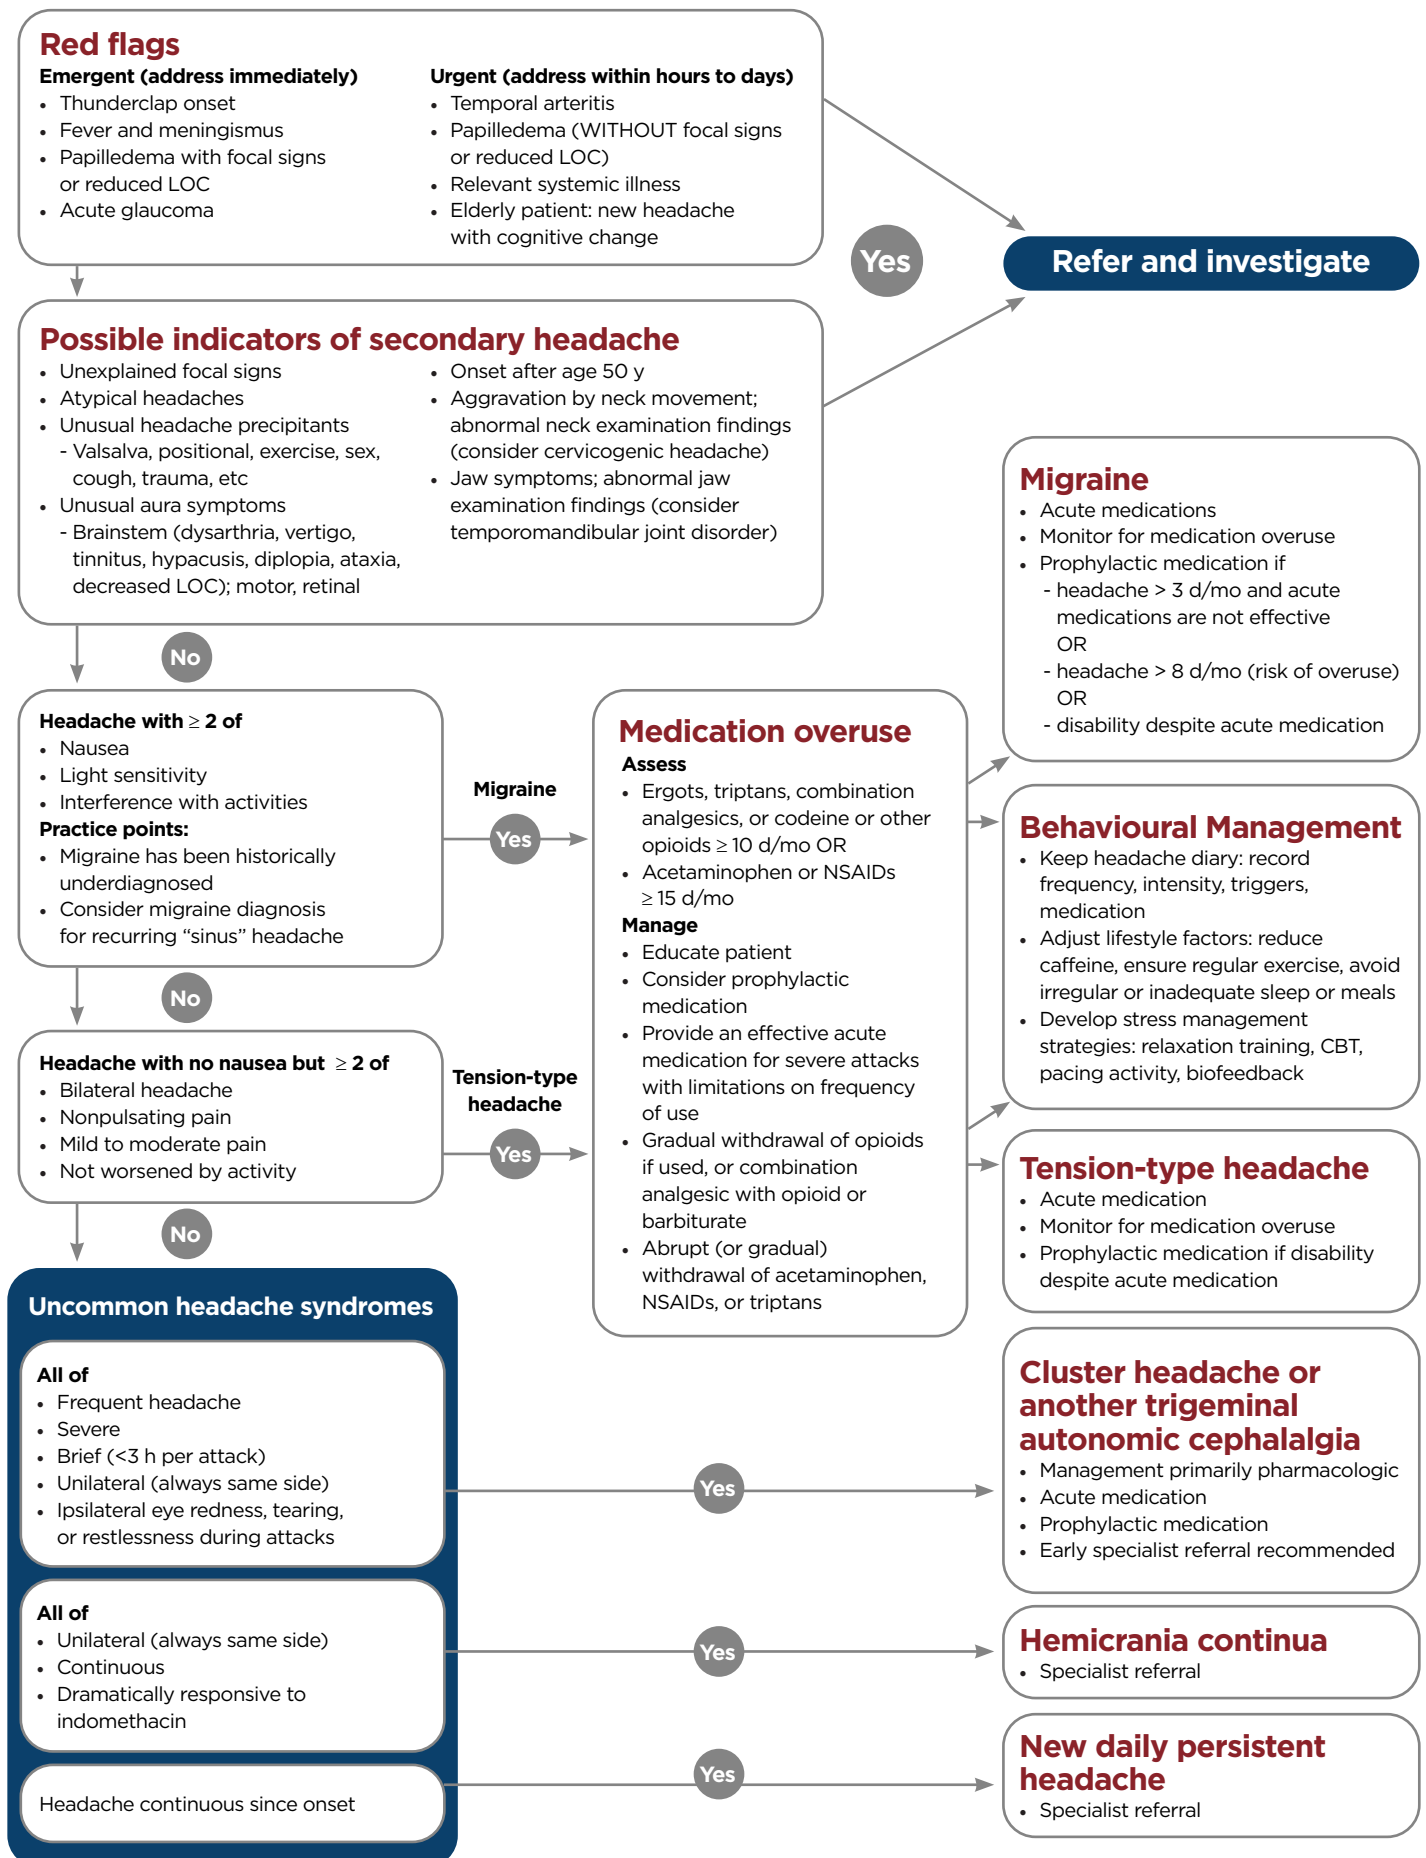 Red flags
Emergent (address immediately)
• Thunderclap onset
• Fever and meningismus
• Papilledema with focal signs
or reduced LOC
• Acute glaucoma
Urgent (address within hours to days)
• Temporal arteritis
• Papilledema (WITHOUT focal signs
or reduced LOC)
• Relevant systemic illness
• Elderly patient: new headache
with cognitive change
Yes
Refer and investigate
Possible indicators of secondary headache
• Unexplained focal signs
• Atypical headaches
• Unusual headache precipitants
- Valsalva, positional, exercise, sex,
cough, trauma, etc
• Unusual aura symptoms
- Brainstem (dysarthria, vertigo,
tinnitus, hypacusis, diplopia, ataxia,
decreased LOC); motor, retinal
• Onset after age 50 y
• Aggravation by neck movement;
abnormal neck examination findings
(consider cervicogenic headache)
• Jaw symptoms; abnormal jaw
examination findings (consider
temporomandibular joint disorder)
No
Headache with ≥ 2 of
• Nausea
• Light sensitivity
• Interference with activities
Practice points:
• Migraine has been historically
underdiagnosed
• Consider migraine diagnosis
for recurring “sinus” headache
Migraine
Yes
No
Headache with no nausea but ≥ 2 of
• Bilateral headache
• Nonpulsating pain
• Mild to moderate pain
• Not worsened by activity
Tension-type
headache
Yes
No
Medication overuse
Assess
• Ergots, triptans, combination
analgesics, or codeine or other
opioids ≥ 10 d/mo OR
• Acetaminophen or NSAIDs
≥ 15 d/mo
Manage
• Educate patient
• Consider prophylactic
medication
• Provide an effective acute
medication for severe attacks
with limitations on frequency
of use
• Gradual withdrawal of opioids
if used, or combination
analgesic with opioid or
barbiturate
• Abrupt (or gradual)
withdrawal of acetaminophen,
NSAIDs, or triptans
Migraine
• Acute medications
• Monitor for medication overuse
• Prophylactic medication if
- headache > 3 d/mo and acute
medications are not effective
OR
- headache > 8 d/mo (risk of overuse)
OR
- disability despite acute medication
Behavioural Management
• Keep headache diary: record
frequency, intensity, triggers,
medication
• Adjust lifestyle factors: reduce
caffeine, ensure regular exercise, avoid
irregular or inadequate sleep or meals
• Develop stress management
strategies: relaxation training, CBT,
pacing activity, biofeedback
Tension-type headache
• Acute medication
• Monitor for medication overuse
• Prophylactic medication if disability
despite acute medication
Uncommon headache syndromes
All of
• Frequent headache
• Severe
• Brief (<3 h per attack)
• Unilateral (always same side)
• Ipsilateral eye redness, tearing,
or restlessness during attacks
Yes
Cluster headache or
another trigeminal
autonomic cephalalgia
• Management primarily pharmacologic
• Acute medication
• Prophylactic medication
• Early specialist referral recommended
All of
• Unilateral (always same side)
• Continuous
• Dramatically responsive to
indomethacin
Yes
Hemicrania continua
• Specialist referral
Headache continuous since onset
Yes
New daily persistent
headache
• Specialist referral